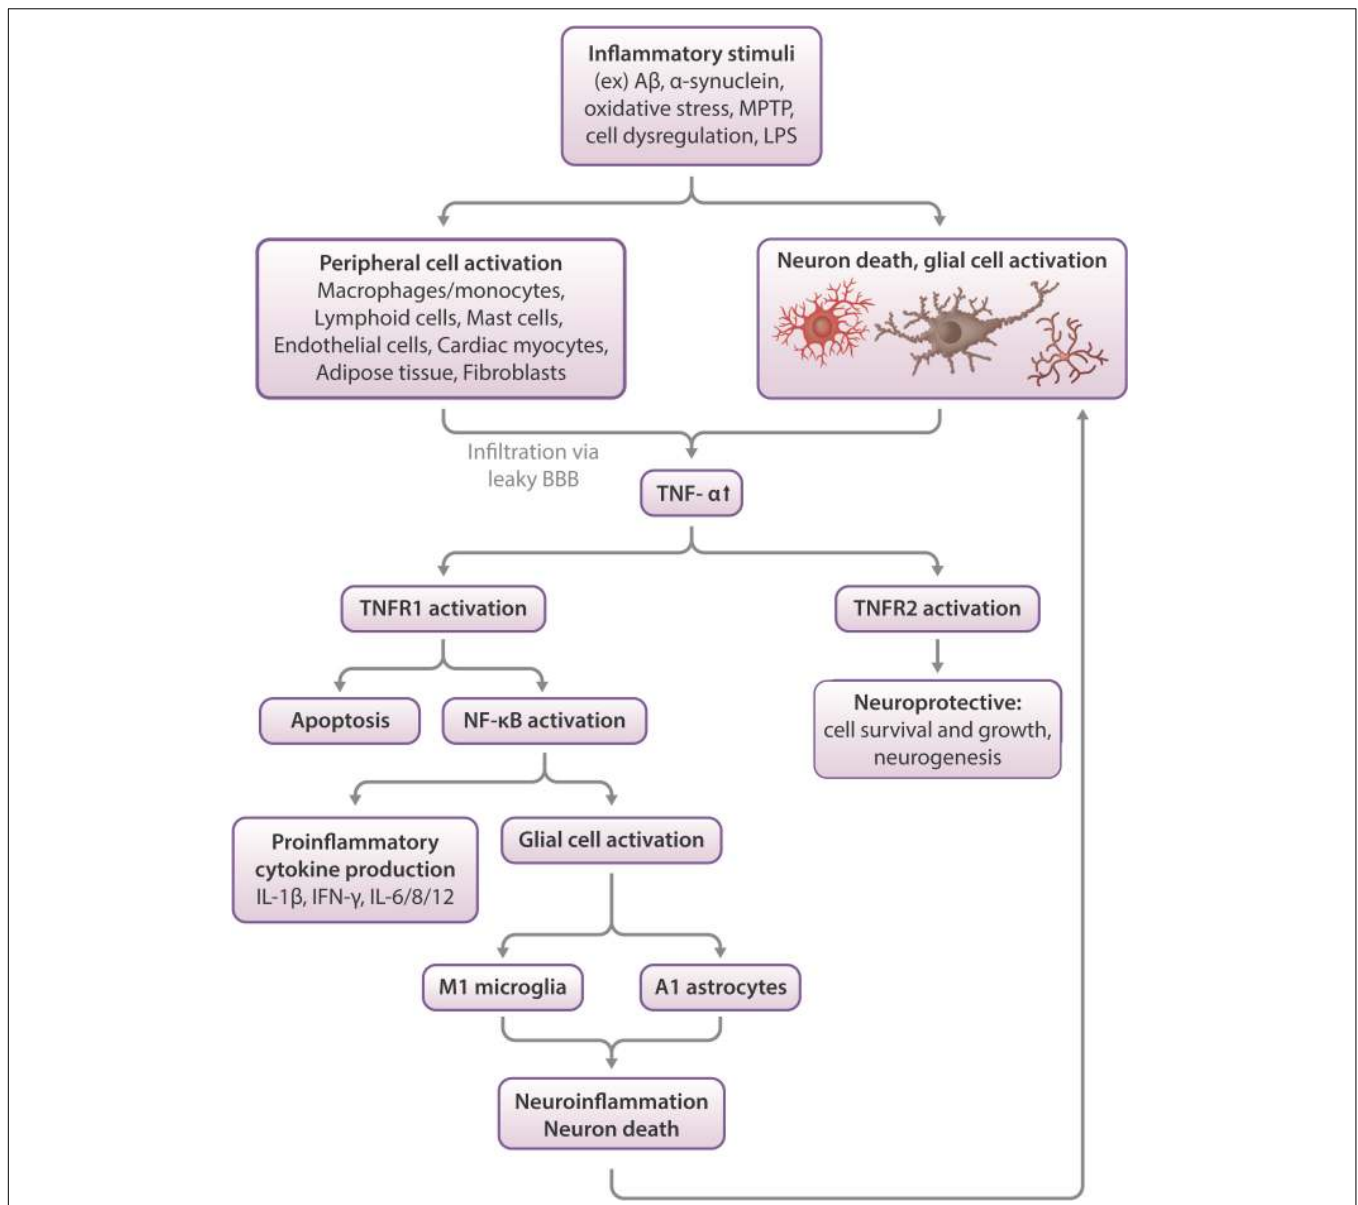 Inflammatory stimuli
(ex) Aβ, α-synuclein,
oxidative stress, MPTP,
cell dysregulation, LPS
Peripheral cell activation
Macrophages/monocytes,
Lymphoid cells, Mast cells,
Endothelial cells, Cardiac myocytes,
Adipose tissue, Fibroblasts
Neuron death, glial cell activation
Infiltration via
leaky BBB
TNF- α↑
TNFR1 activation
TNFR2 activation
Apoptosis
NF-κB activation
Neuroprotective:
cell survival and growth,
neurogenesis
Proinflammatory
cytokine production
IL-1β, IFN-γ, IL-6/8/12
Glial cell activation
M1 microglia
A1 astrocytes
Neuroinflammation
Neuron death